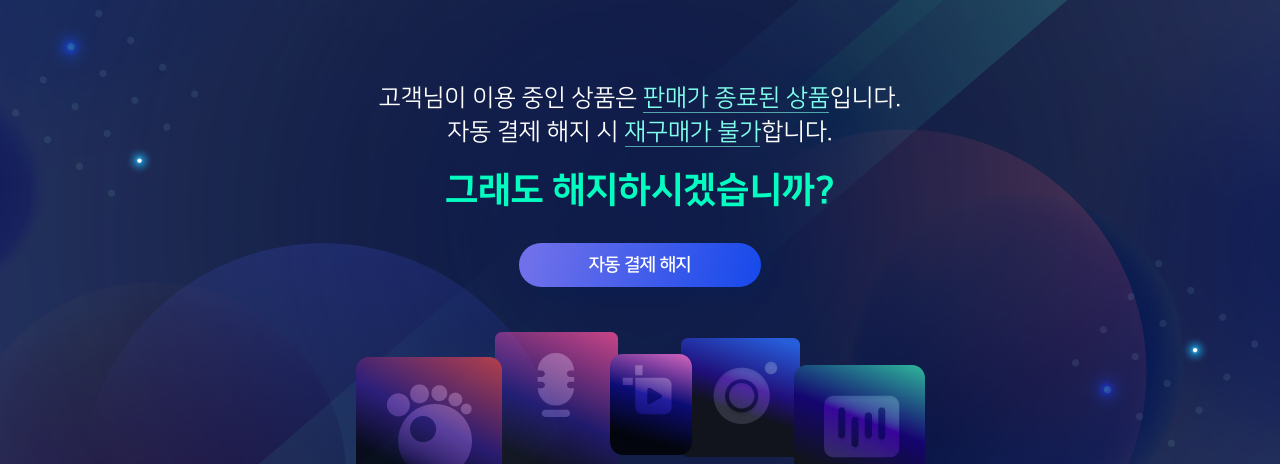 고객님이 이용 중인 상품은 판매가 종료된 상품입니다.
자동 결제 해지 시 재구매가 불가합니다.
그래도 해지하시겠습니까?
자동 결제 해지